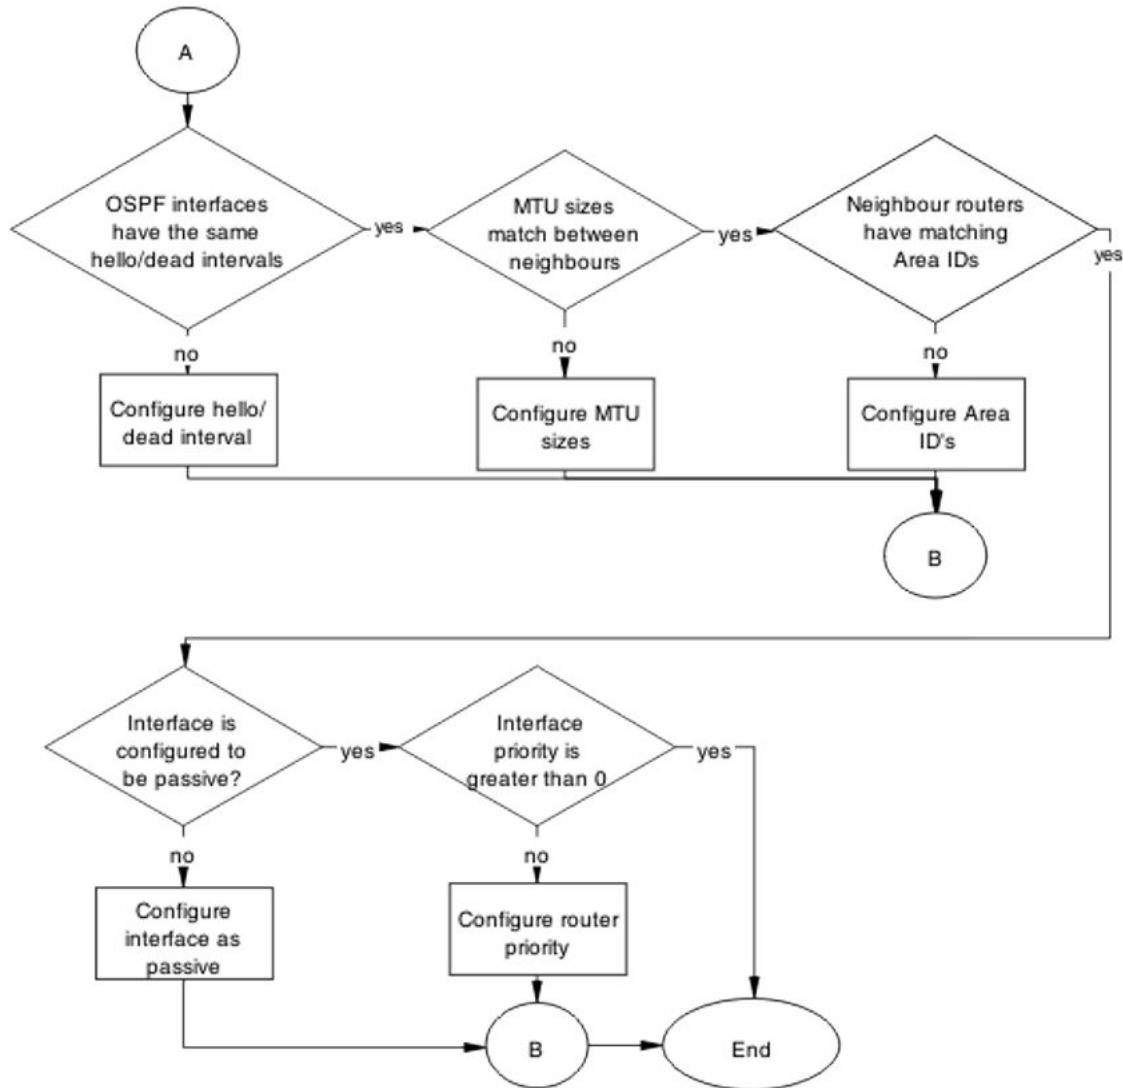 A
OSPF interfaces
have the same
hello/dead intervals
yes
MTU sizes
match between
neighbours
yes
Neighbour routers
have matching
Area IDs
yes
no
no
no
Configure hello/
dead interval
Configure MTU
sizes
Configure Area
ID's
B
Interface is
configured to
be passive?
yes
Interface
priority is
greater than 0
yes
no
no
Configure
interface as
passive
Configure router
priority
B
End